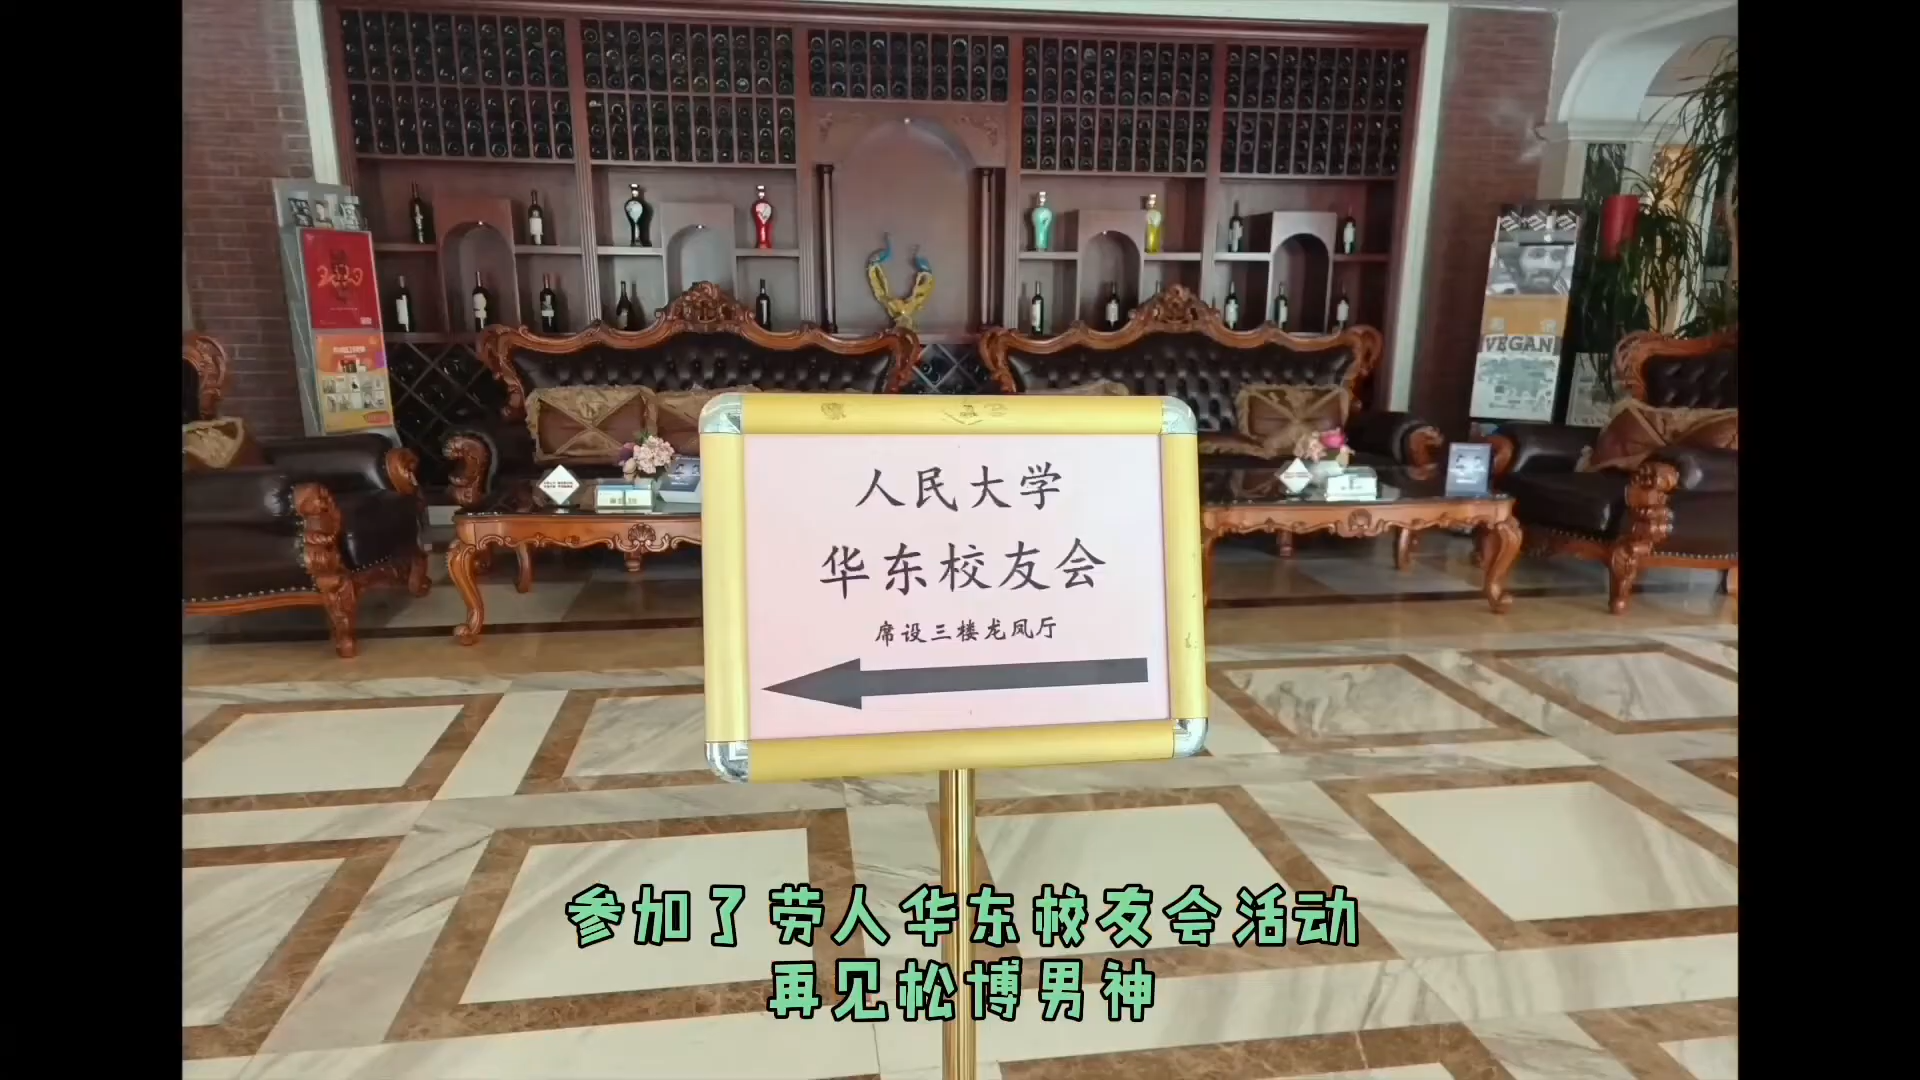 VEGAN
人民大学
华东校友会
席设三楼龙凤厅
参加了劳人华东校友会活动
再见松博男神